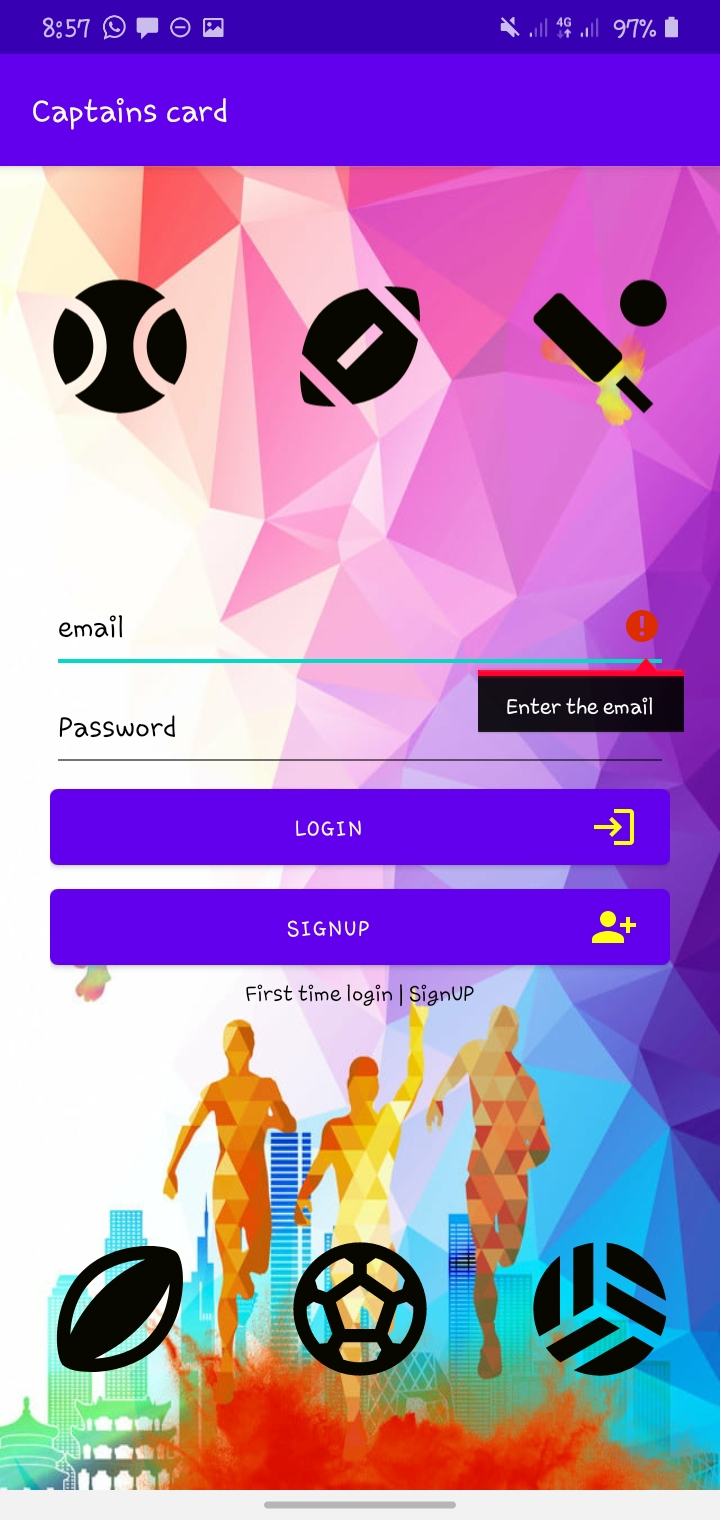 8:57 4G 97%
Captains card
email
Enter the email
Password
LOGIN
SIGNUP
First time login | SignUP